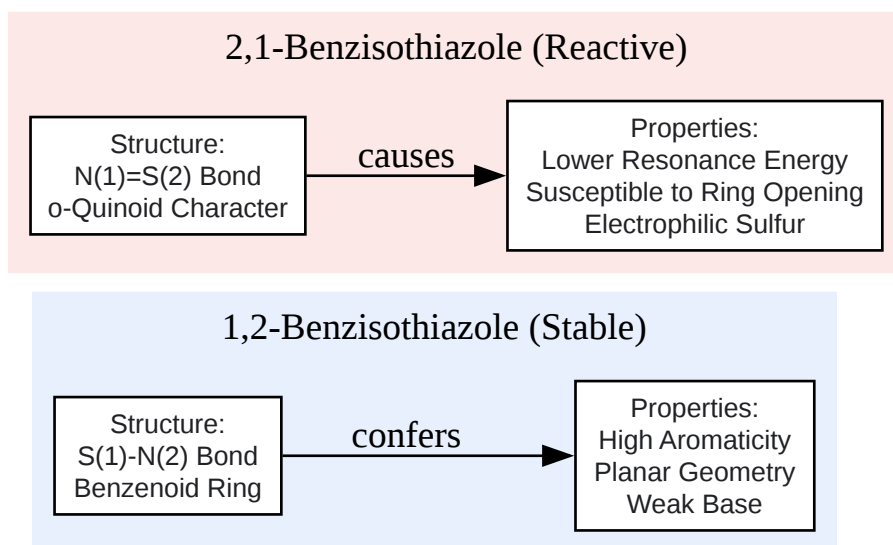 2,1-Benzisothiazole (Reactive)
Structure:
N(1)=S(2) Bond
o-Quinoid Character
causes
Properties:
Lower Resonance Energy
Susceptible to Ring Opening
Electrophilic Sulfur
1,2-Benzisothiazole (Stable)
Structure:
S(1)-N(2) Bond
Benzenoid Ring
confers
Properties:
High Aromaticity
Planar Geometry
Weak Base